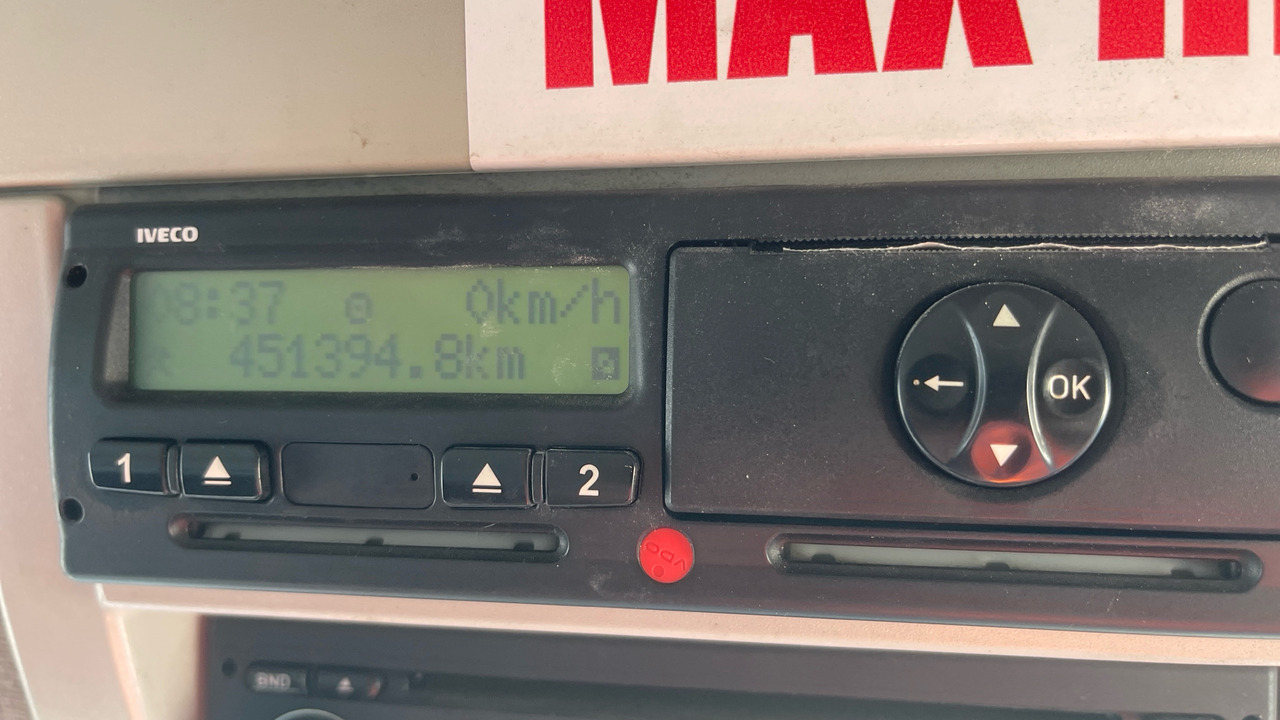 MAX
IVECO
08:37 0km/h
451394.8km
1 2
OK
VDO
BND